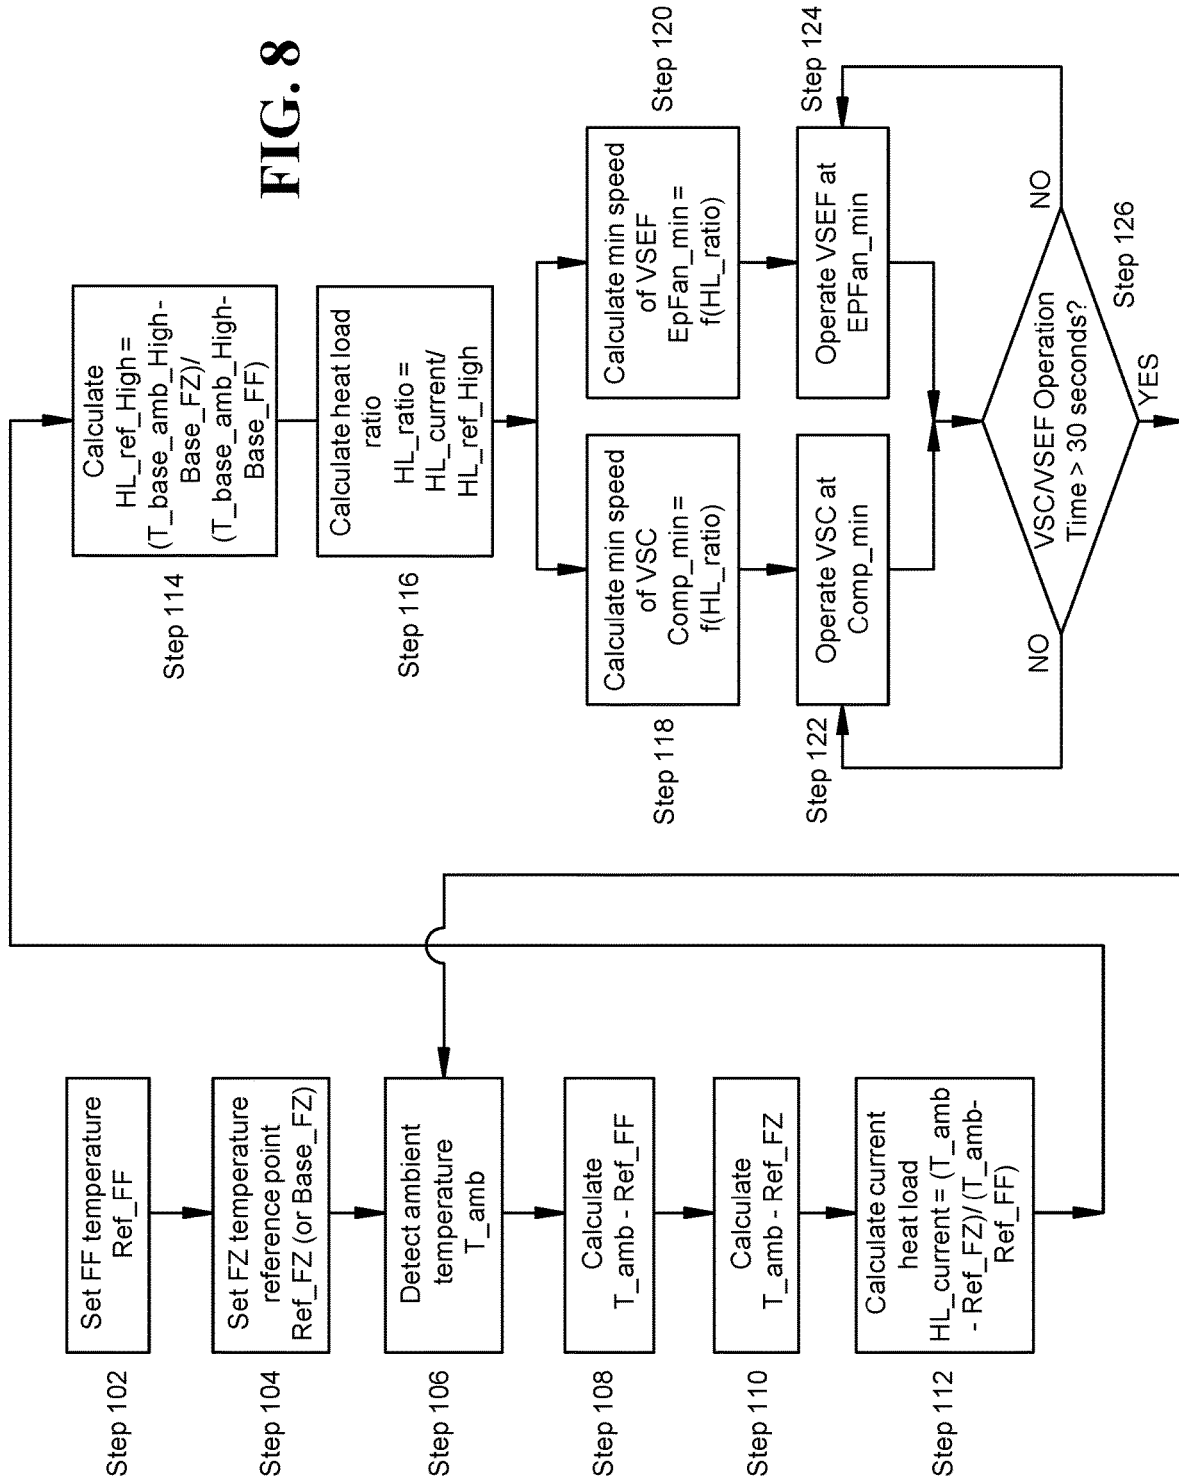 FIG. 8
Step 102
Set FF temperature
Ref_FF
Step 104
Set FZ temperature
reference point
Ref_FZ (or Base_FZ)
Step 106
Detect ambient
temperature
T_amb
Step 108
Calculate
T_amb - Ref_FF
Step 110
Calculate
T_amb - Ref_FZ
Step 112
Calculate current
heat load
HL_current = (T_amb
- Ref_FZ)/ (T_amb-
Ref_FF)
Step 114
Calculate
HL_ref_High =
(T_base_amb_High-
Base_FZ)/
(T_base_amb_High-
Base_FF)
Step 116
Calculate heat load
ratio
HL_ratio =
HL_current/
HL_ref_High
Step 118
Calculate min speed
of VSC
Comp_min =
f(HL_ratio)
Calculate min speed
of VSEF
EpFan_min =
f(HL_ratio)
Step 120
Step 122
Operate VSC at
Comp_min
Operate VSEF at
EPFan_min
Step 124
NO
VSC/VSEF Operation
Time > 30 seconds?
NO
Step 126
YES